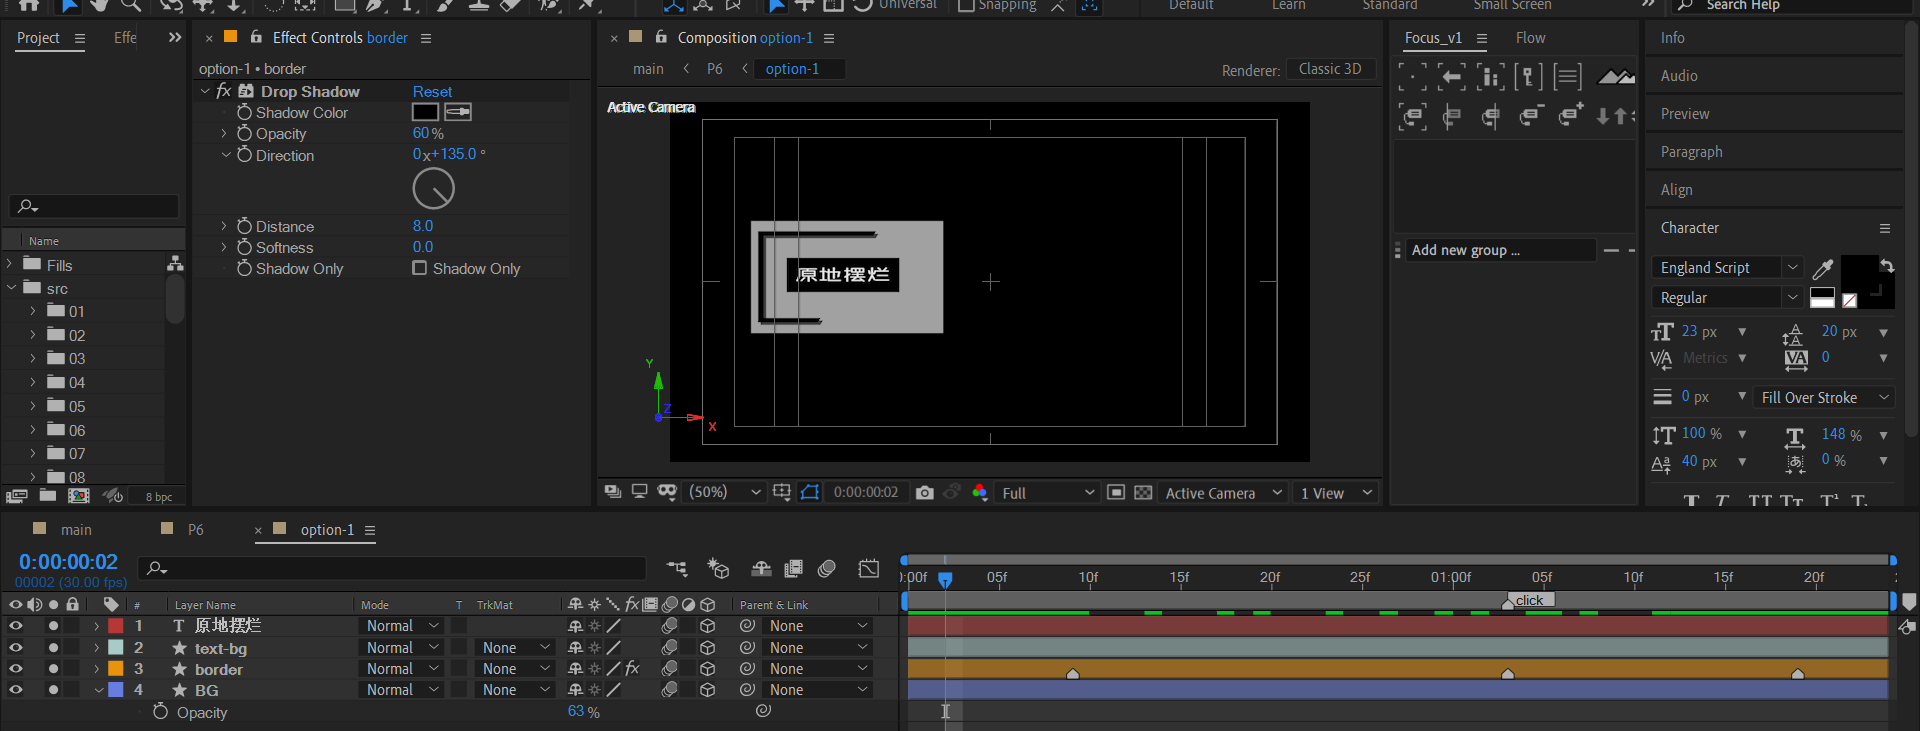 Universal
Snapping
Default
Learn
Standard
Small Screen
»
Search Help
Project
Effe
»
× Effect Controls border
× Composition option-1
Focus_v1
Flow
Info
option-1 • border
main < P6 < option-1
Renderer: Classic 3D
Audio
fx Drop Shadow Reset
Shadow Color
Opacity 60 %
Direction 0x+135.0 °
Distance 8.0
Softness 0.0
Shadow Only Shadow Only
Active Camera
原地摆烂
Y
Z
X
Preview
Paragraph
Align
Character
Add new group ...
England Script
Regular
23 px
20 px
Metrics
0
0 px
Fill Over Stroke
100 %
148 %
40 px
0 %
Name
Fills
src
01
02
03
04
05
06
07
08
8 bpc
(50%)
0:00:00:02
Full
Active Camera
1 View
main
P6
× option-1
0:00:00:02
00002 (30.00 fps)
# Layer Name Mode T TrkMat fx Parent & Link
1 T 原地摆烂 Normal None
2 text-bg Normal None None
3 border Normal None fx None
4 BG Normal None None
Opacity 63 %
):00f 05f 10f 15f 20f 25f 01:00f 05f 10f 15f 20f
click